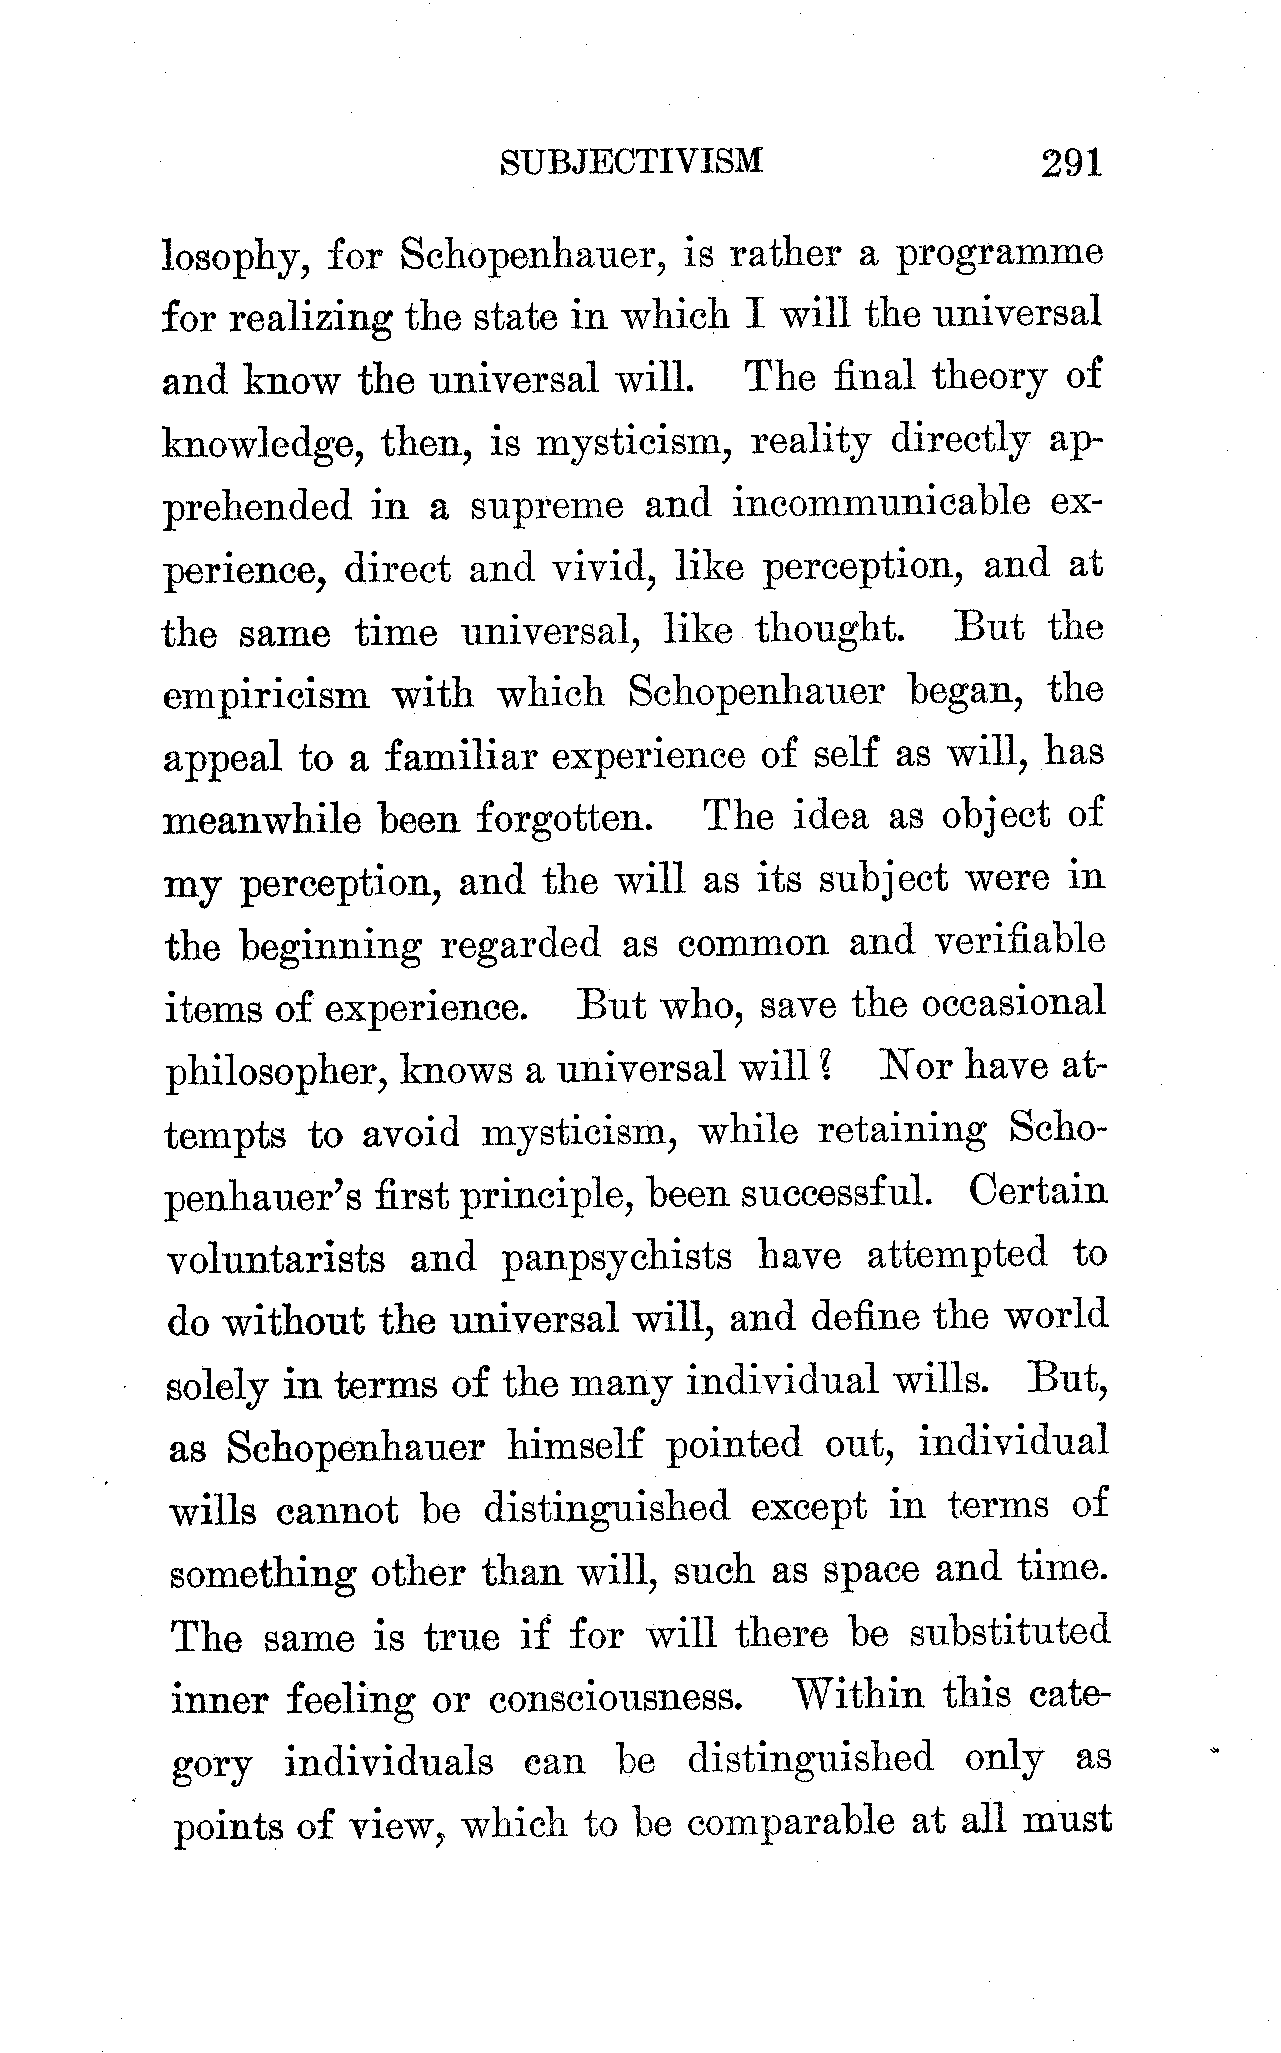 SUBJECTIVISM 291
losophy, for Schopenhauer, is rather a programme
for realizing the state in which I will the universal
and know the universal will. The final theory of
knowledge, then, is mysticism, reality directly ap-
prehended in a supreme and incommunicable ex-
perience, direct and vivid, like perception, and at
the same time universal, like thought. But the
empiricism with which Schopenhauer began, the
appeal to a familiar experience of self as will, has
meanwhile been forgotten. The idea as object of
my perception, and the will as its subject were in
the beginning regarded as common and verifiable
items of experience. But who, save the occasional
philosopher, knows a universal will? Nor have at-
tempts to avoid mysticism, while retaining Scho-
penhauer's first principle, been successful. Certain
voluntarists and panpsychists have attempted to
do without the universal will, and define the world
solely in terms of the many individual wills. But,
as Schopenhauer himself pointed out, individual
wills cannot be distinguished except in terms of
something other than will, such as space and time.
The same is true if for will there be substituted
inner feeling or consciousness. Within this cate-
gory individuals can be distinguished only as
points of view, which to be comparable at all must